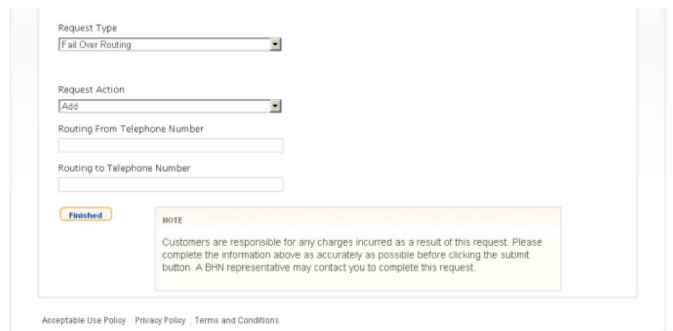 Request Type
Fail Over Routing
Request Action
Add
Routing From Telephone Number
Routing to Telephone Number
Finished
NOTE
Customers are responsible for any charges incurred as a result of this request. Please
complete the information above as accurately as possible before clicking the submit
button. A BHN representative may contact you to complete this request.
Acceptable Use Policy | Privacy Policy | Terms and Conditions